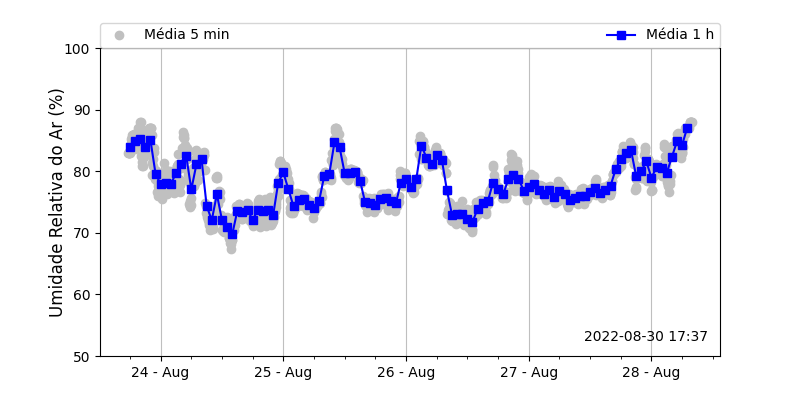 Média 5 min
Média 1 h
Umidade Relativa do Ar (%)
100
90
80
70
60
50
2022-08-30 17:37
24 - Aug
25 - Aug
26 - Aug
27 - Aug
28 - Aug